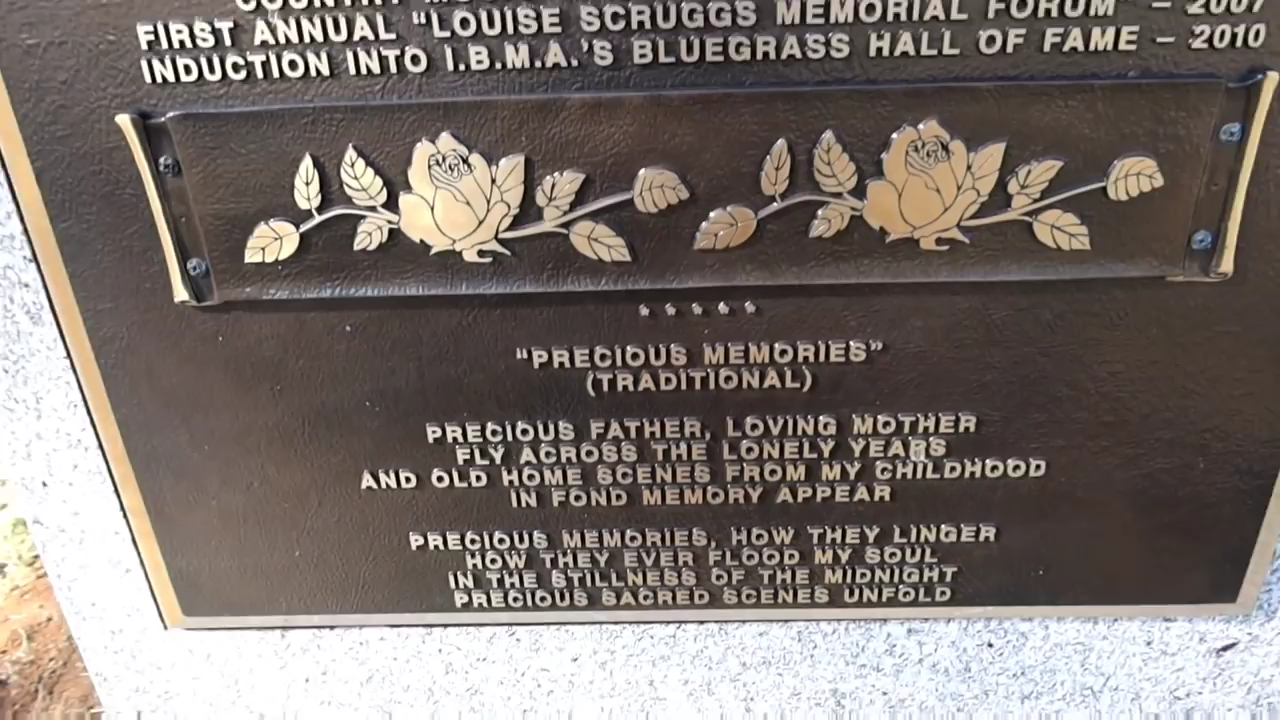 COUNTRY
FIRST ANNUAL "LOUISE SCRUGGS MEMORIAL FORUM" – 2007
INDUCTION INTO I.B.M.A.'S BLUEGRASS HALL OF FAME – 2010
* * * * *
"PRECIOUS MEMORIES"
(TRADITIONAL)
PRECIOUS FATHER, LOVING MOTHER
FLY ACROSS THE LONELY YEARS
AND OLD HOME SCENES FROM MY CHILDHOOD
IN FOND MEMORY APPEAR
PRECIOUS MEMORIES, HOW THEY LINGER
HOW THEY EVER FLOOD MY SOUL
IN THE STILLNESS OF THE MIDNIGHT
PRECIOUS SACRED SCENES UNFOLD